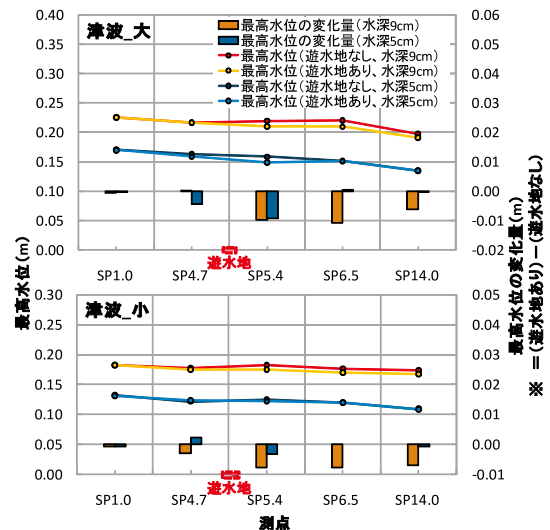 津波_大
最高水位の変化量(水深9cm)
最高水位の変化量(水深5cm)
最高水位(遊水地なし、水深9cm)
最高水位(遊水地あり、水深9cm)
最高水位(遊水地なし、水深5cm)
最高水位(遊水地あり、水深5cm)
0.40
0.35
0.30
0.25
0.20
0.15
0.10
0.05
0.00
0.06
0.05
0.04
0.03
0.02
0.01
0.00
-0.01
-0.02
遊水地
SP1.0 SP4.7 SP5.4 SP6.5 SP14.0
津波_小
0.30
0.25
0.20
0.15
0.10
0.05
0.00
0.05
0.04
0.03
0.02
0.01
0.00
-0.01
遊水地
SP1.0 SP4.7 SP5.4 SP6.5 SP14.0
測点
最高水位(m)
最高水位の変化量(m)
※ =(遊水地あり)-(遊水地なし)